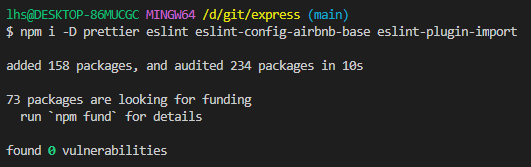 lhs@DESKTOP-86MUCGC MINGW64 /d/git/express (main)
$ npm i -D prettier eslint eslint-config-airbnb-base eslint-plugin-import
added 158 packages, and audited 234 packages in 10s
73 packages are looking for funding
run `npm fund` for details
found 0 vulnerabilities